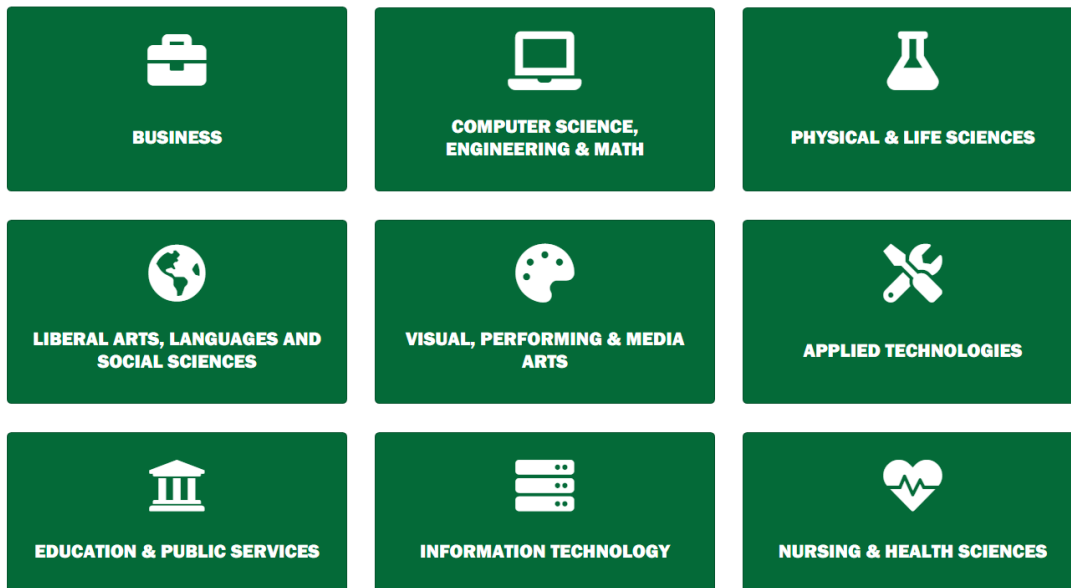 BUSINESS
COMPUTER SCIENCE,
ENGINEERING & MATH
PHYSICAL & LIFE SCIENCES
LIBERAL ARTS, LANGUAGES AND
SOCIAL SCIENCES
VISUAL, PERFORMING & MEDIA
ARTS
APPLIED TECHNOLOGIES
EDUCATION & PUBLIC SERVICES
INFORMATION TECHNOLOGY
NURSING & HEALTH SCIENCES